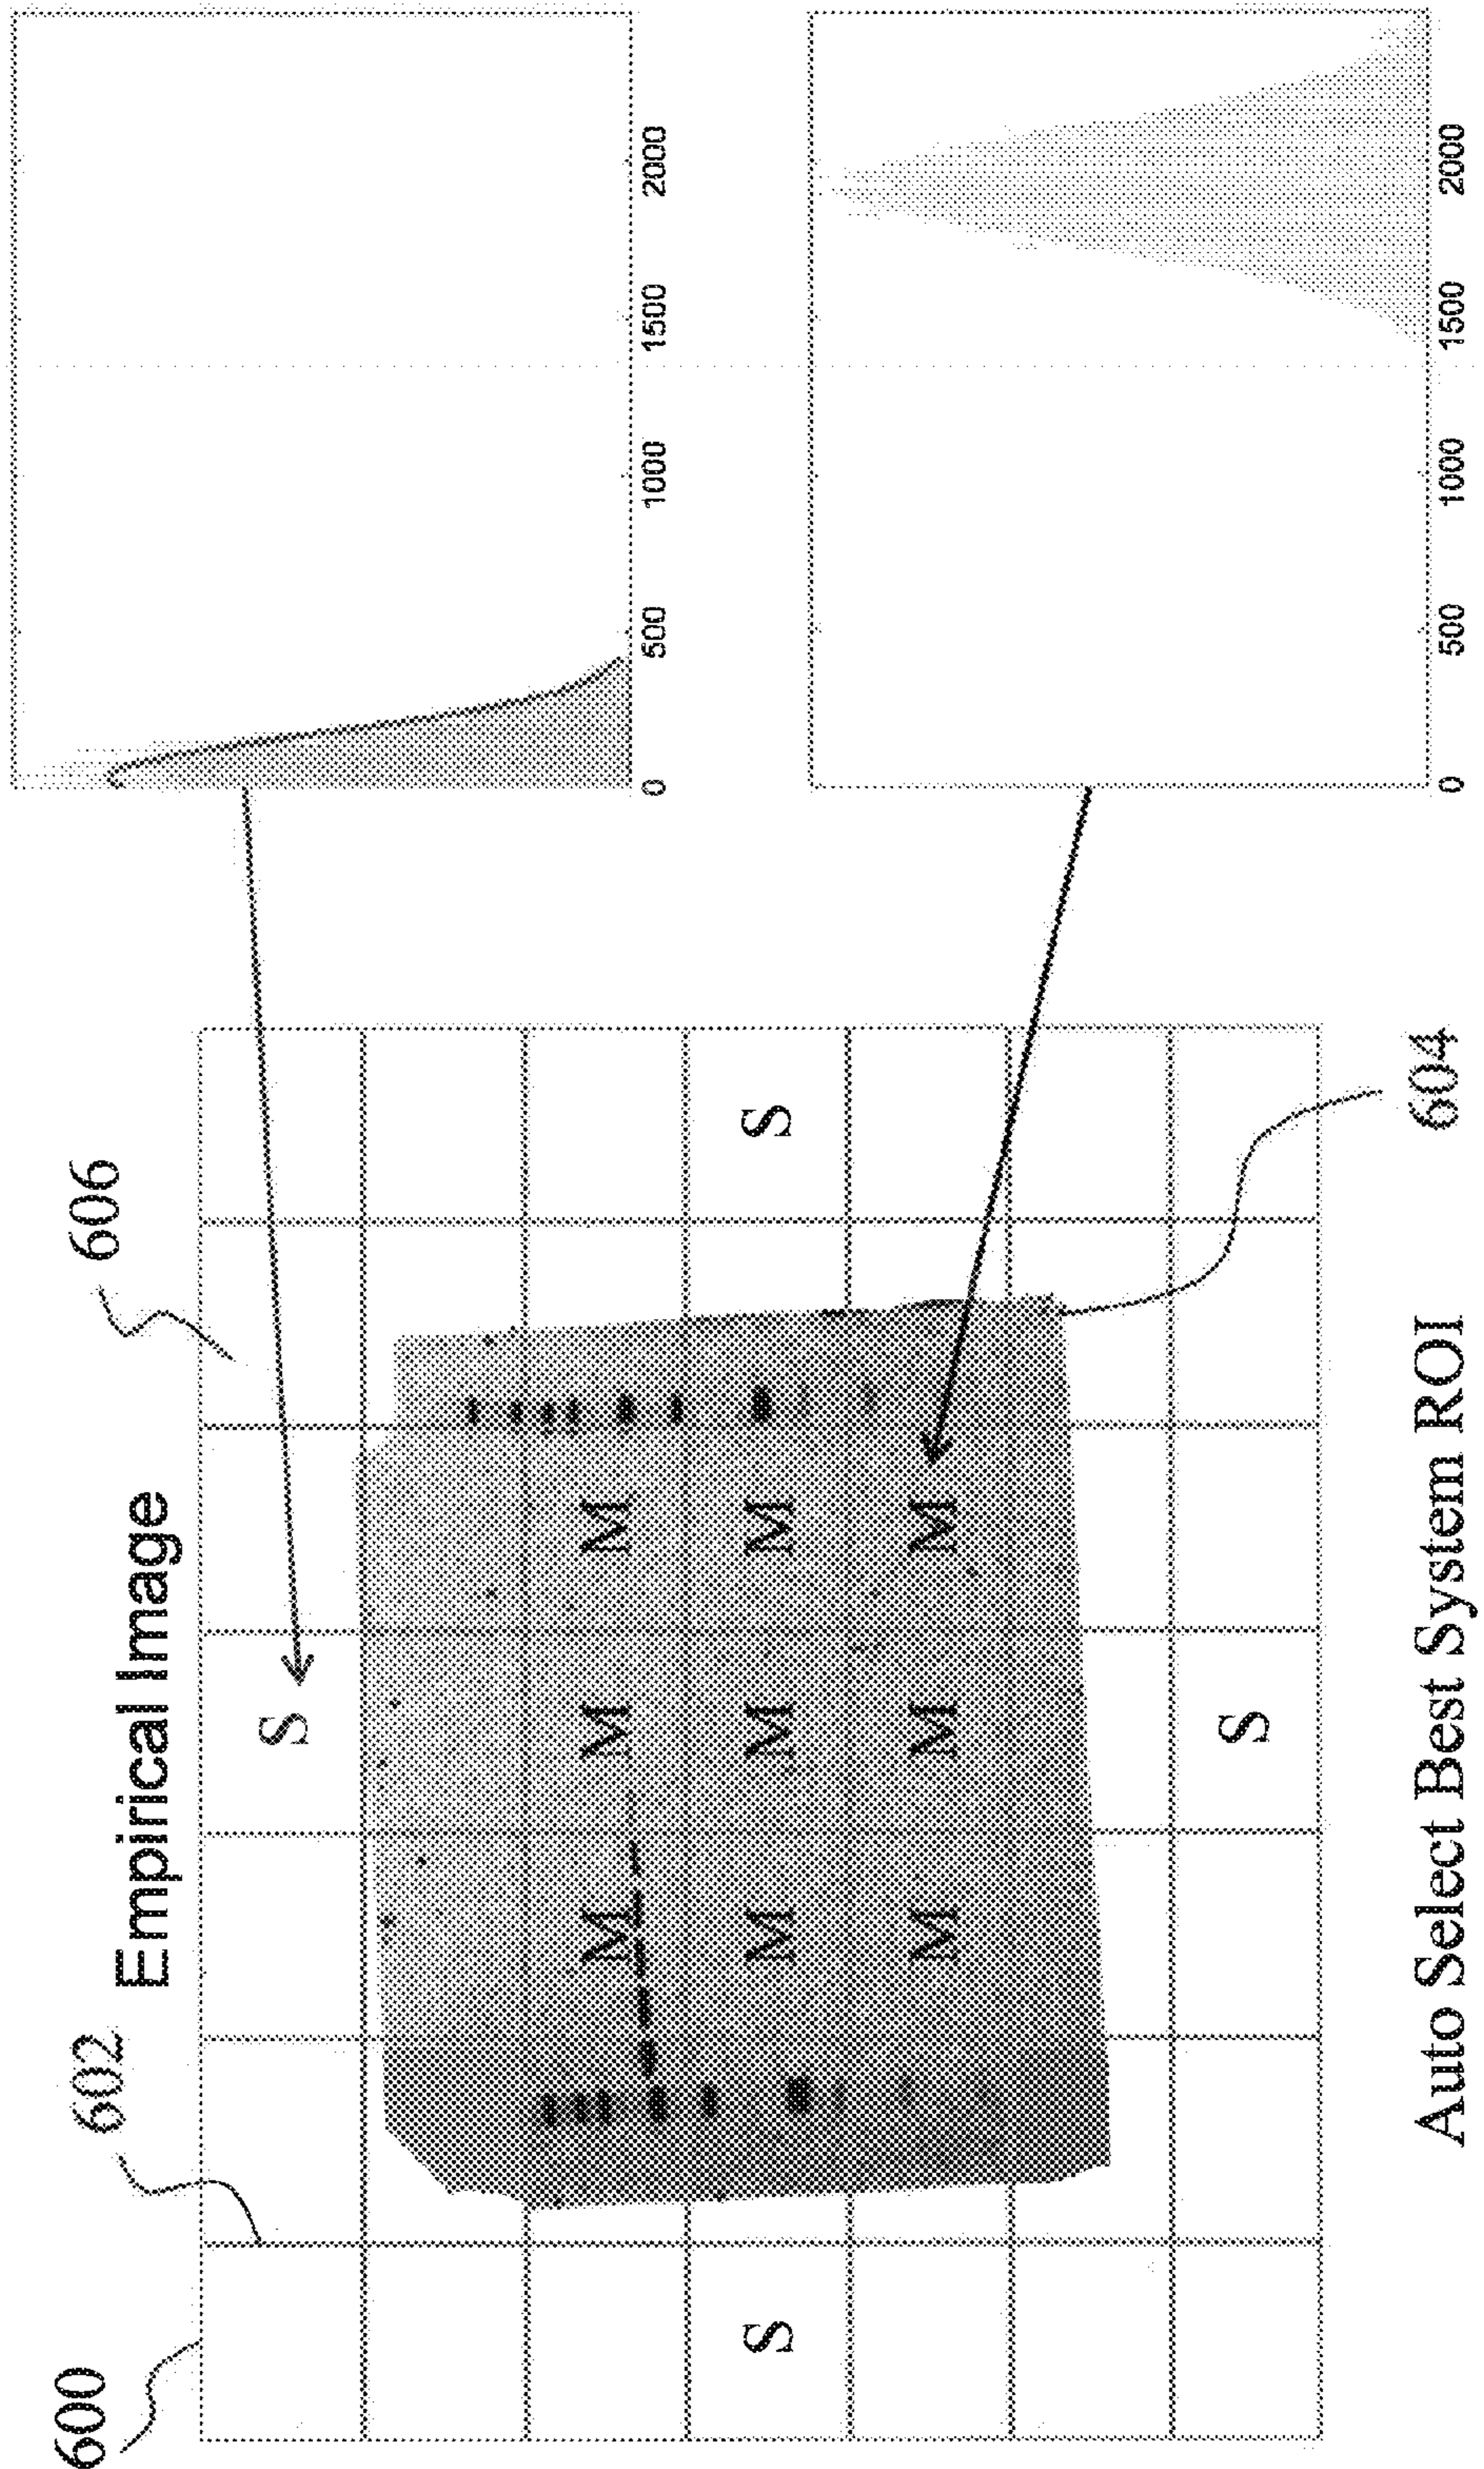 Empirical Image
600
602
606
S
M M M
S M M M S
M M M
S
604
Auto Select Best System ROI
0 500 1000 1500 2000
0 500 1000 1500 2000